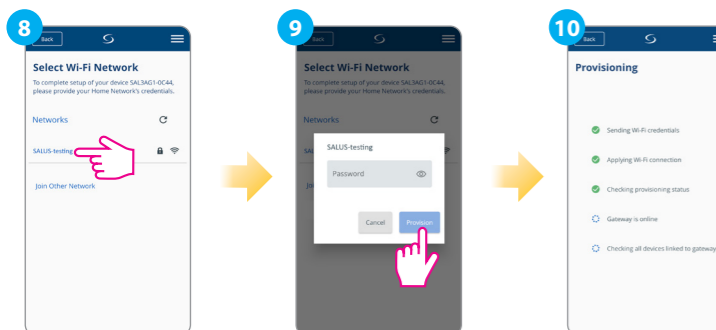 8
Back
Select Wi-Fi Network
To complete setup of your device SAL3AG1-0C44,
please provide your Home Network's credentials.
Networks
SALUS-testing
Join Other Network
9
Back
Select Wi-Fi Network
To complete setup of your device SAL3AG1-0C44,
please provide your Home Network's credentials.
Networks
SALUS-testing
Password
Cancel
Provision
10
Back
Provisioning
Sending Wi-Fi credentials
Applying Wi-Fi connection
Checking provisioning status
Gateway is online
Checking all devices linked to gateway